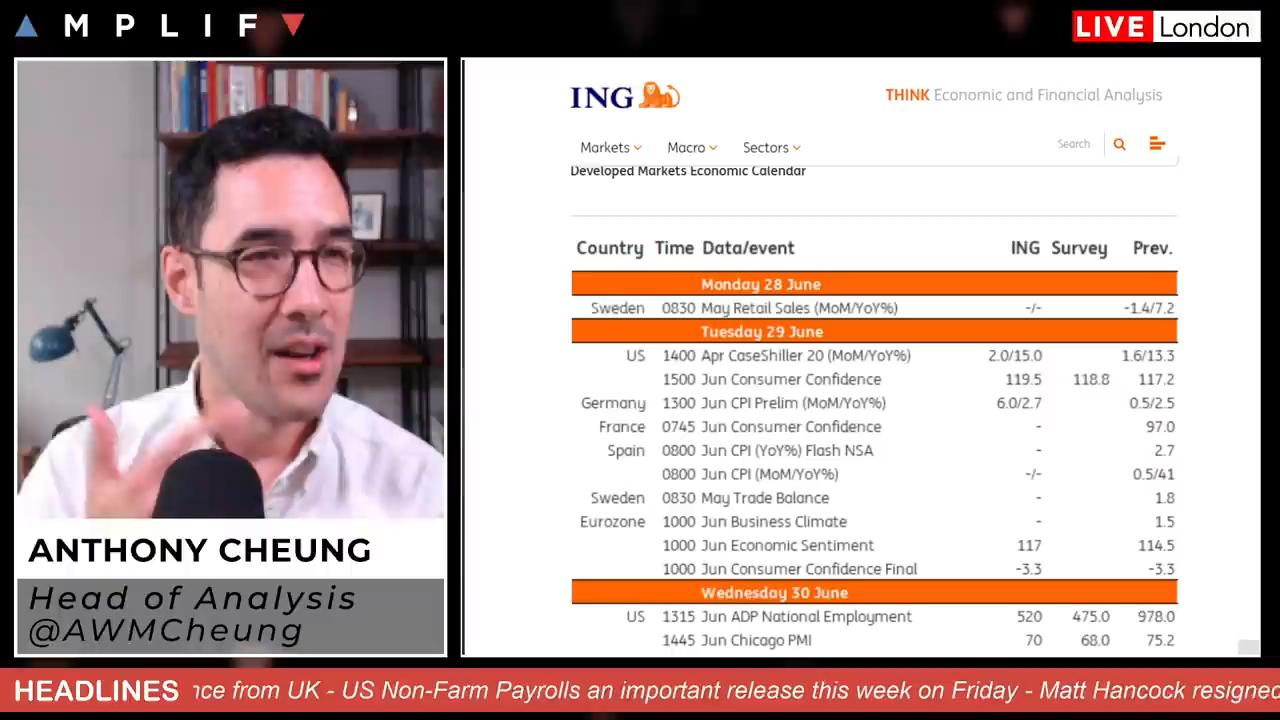 AMPLIFY
LIVE London
ING
THINK Economic and Financial Analysis
Markets Macro Sectors
Search
Developed Markets Economic Calendar
Country Time Data/event ING Survey Prev.
Monday 28 June
Sweden 0830 May Retail Sales (MoM/YoY%) -/- -1.4/7.2
Tuesday 29 June
US 1400 Apr CaseShiller 20 (MoM/YoY%) 2.0/15.0 1.6/13.3
1500 Jun Consumer Confidence 119.5 118.8 117.2
Germany 1300 Jun CPI Prelim (MoM/YoY%) 6.0/2.7 0.5/2.5
France 0745 Jun Consumer Confidence - 97.0
Spain 0800 Jun CPI (YoY%) Flash NSA - 2.7
0800 Jun CPI (MoM/YoY%) -/- 0.5/41
Sweden 0830 May Trade Balance - 1.8
Eurozone 1000 Jun Business Climate - 1.5
1000 Jun Economic Sentiment 117 114.5
1000 Jun Consumer Confidence Final -3.3 -3.3
Wednesday 30 June
US 1315 Jun ADP National Employment 520 475.0 978.0
1445 Jun Chicago PMI 70 68.0 75.2
ANTHONY CHEUNG
Head of Analysis
@AWMCheung
HEADLINES nce from UK - US Non-Farm Payrolls an important release this week on Friday - Matt Hancock resigned